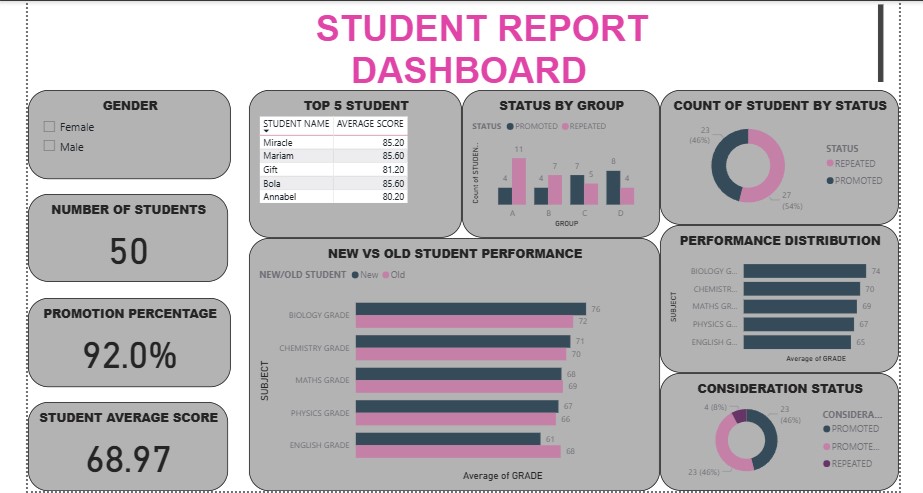 STUDENT REPORT
DASHBOARD
GENDER
Female
Male
NUMBER OF STUDENTS
50
PROMOTION PERCENTAGE
92.0%
STUDENT AVERAGE SCORE
68.97
TOP 5 STUDENT
STUDENT NAME AVERAGE SCORE
Miracle 85.20
Mariam 85.60
Gift 81.20
Bola 85.60
Annabel 80.20
STATUS BY GROUP
STATUS PROMOTED REPEATED
Count of STUDEN...
4 11 4 7 7 5 8 4
A B C D
GROUP
COUNT OF STUDENT BY STATUS
23
(46%)
27
(54%)
STATUS
REPEATED
PROMOTED
NEW VS OLD STUDENT PERFORMANCE
NEW/OLD STUDENT New Old
SUBJECT
BIOLOGY GRADE 76
72
CHEMISTRY GRADE 71
70
MATHS GRADE 68
69
PHYSICS GRADE 67
66
ENGLISH GRADE 61
68
Average of GRADE
PERFORMANCE DISTRIBUTION
SUBJECT
BIOLOGY G... 74
CHEMISTR... 70
MATHS GR... 69
PHYSICS G... 67
ENGLISH G... 65
Average of GRADE
CONSIDERATION STATUS
4 (8%)
23
(46%)
23 (46%)
CONSIDERA...
PROMOTED
PROMOTE...
REPEATED